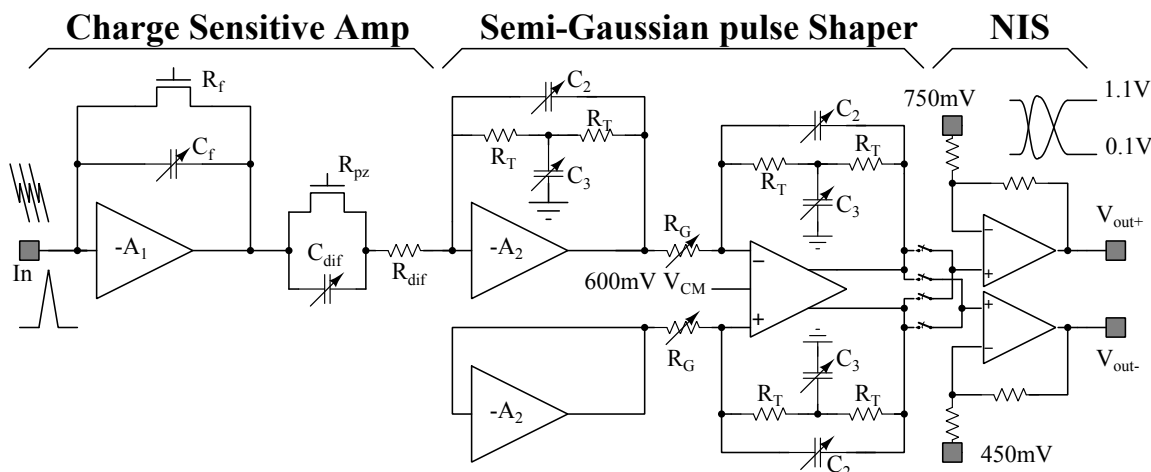 Charge Sensitive Amp
Semi-Gaussian pulse Shaper
NIS
R_f
C_f
-A_1
In
R_pz
C_dif
R_dif
C_2
R_T
R_T
C_3
-A_2
R_G
600mV V_CM
-A_2
R_G
C_2
R_T
R_T
C_3
−
+
C_3
R_T
R_T
C_2
750mV
1.1V
0.1V
−
+
V_out+
+
−
V_out-
450mV